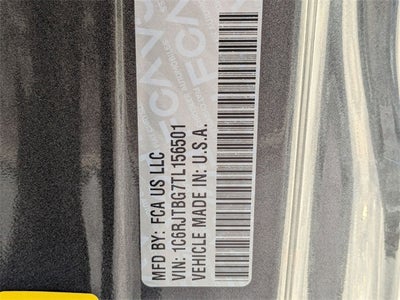 MFD BY: FCA US LLC
VIN: 1C6RJTBG7TL156501
VEHICLE MADE IN: U.S.A.